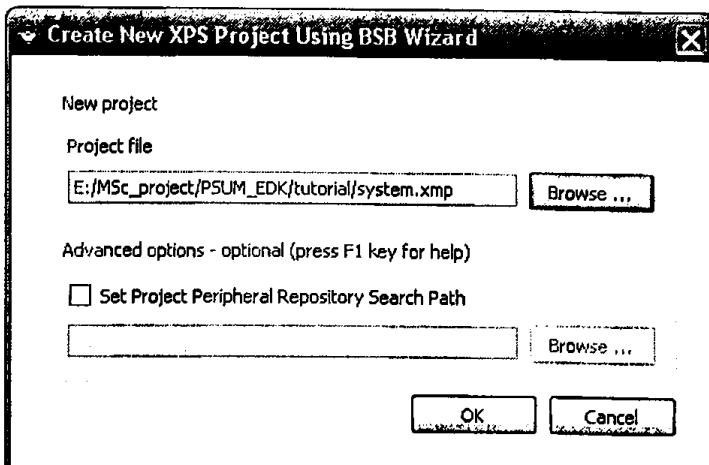 Create New XPS Project Using BSB Wizard
New project
Project file
E:/MSc_project/PSUM_EDK/tutorial/system.xmp
Browse ...
Advanced options - optional (press F1 key for help)
Set Project Peripheral Repository Search Path
Browse ...
OK
Cancel